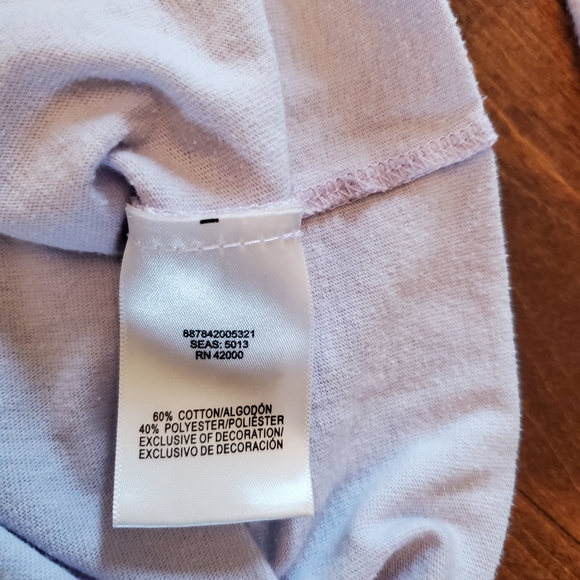 887842005321
SEAS: 5013
RN 42000
60% COTTON/ALGODÓN
40% POLYESTER/POLIÉSTER
EXCLUSIVE OF DECORATION/
EXCLUSIVO DE DECORACIÓN